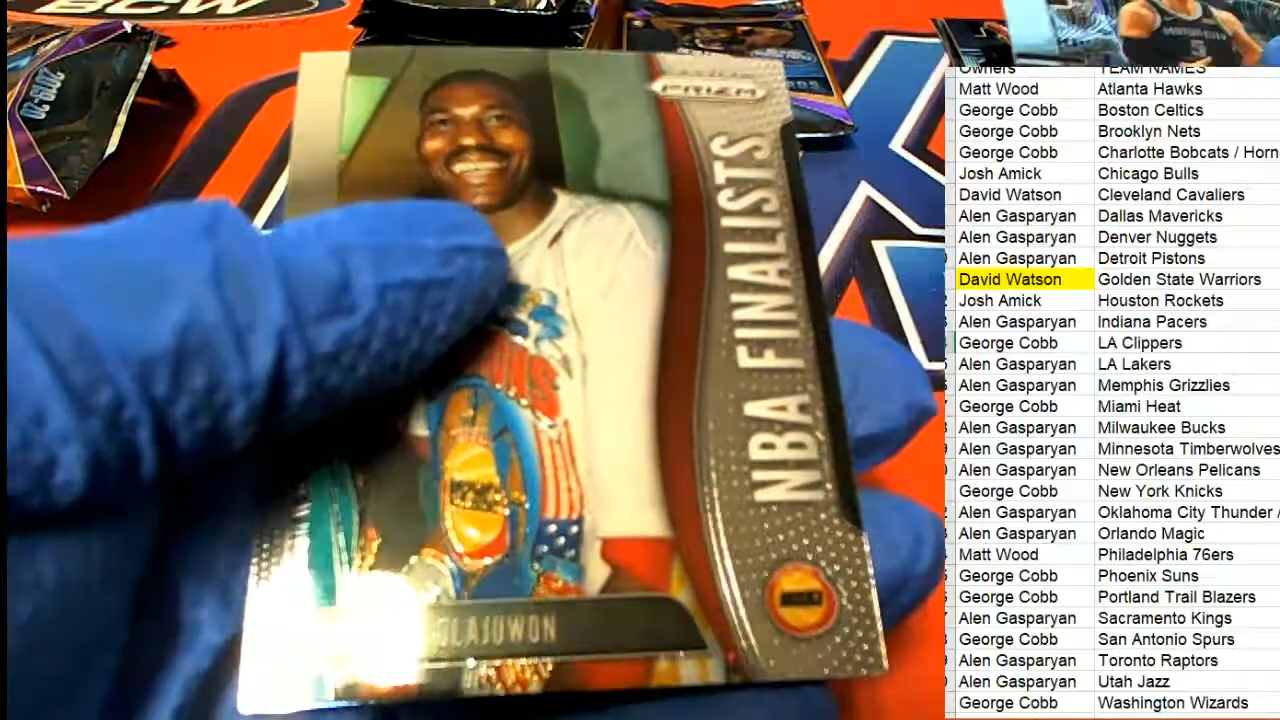 BCW
2019-20
PRIZM
NBA FINALISTS
OLAJUWON
Owners TEAM NAMES
Matt Wood Atlanta Hawks
George Cobb Boston Celtics
George Cobb Brooklyn Nets
George Cobb Charlotte Bobcats / Horn
Josh Amick Chicago Bulls
David Watson Cleveland Cavaliers
Alen Gasparyan Dallas Mavericks
Alen Gasparyan Denver Nuggets
Alen Gasparyan Detroit Pistons
David Watson Golden State Warriors
Josh Amick Houston Rockets
Alen Gasparyan Indiana Pacers
George Cobb LA Clippers
Alen Gasparyan LA Lakers
Alen Gasparyan Memphis Grizzlies
George Cobb Miami Heat
Alen Gasparyan Milwaukee Bucks
Alen Gasparyan Minnesota Timberwolves
Alen Gasparyan New Orleans Pelicans
George Cobb New York Knicks
Alen Gasparyan Oklahoma City Thunder /
Alen Gasparyan Orlando Magic
Matt Wood Philadelphia 76ers
George Cobb Phoenix Suns
George Cobb Portland Trail Blazers
Alen Gasparyan Sacramento Kings
George Cobb San Antonio Spurs
Alen Gasparyan Toronto Raptors
Alen Gasparyan Utah Jazz
George Cobb Washington Wizards